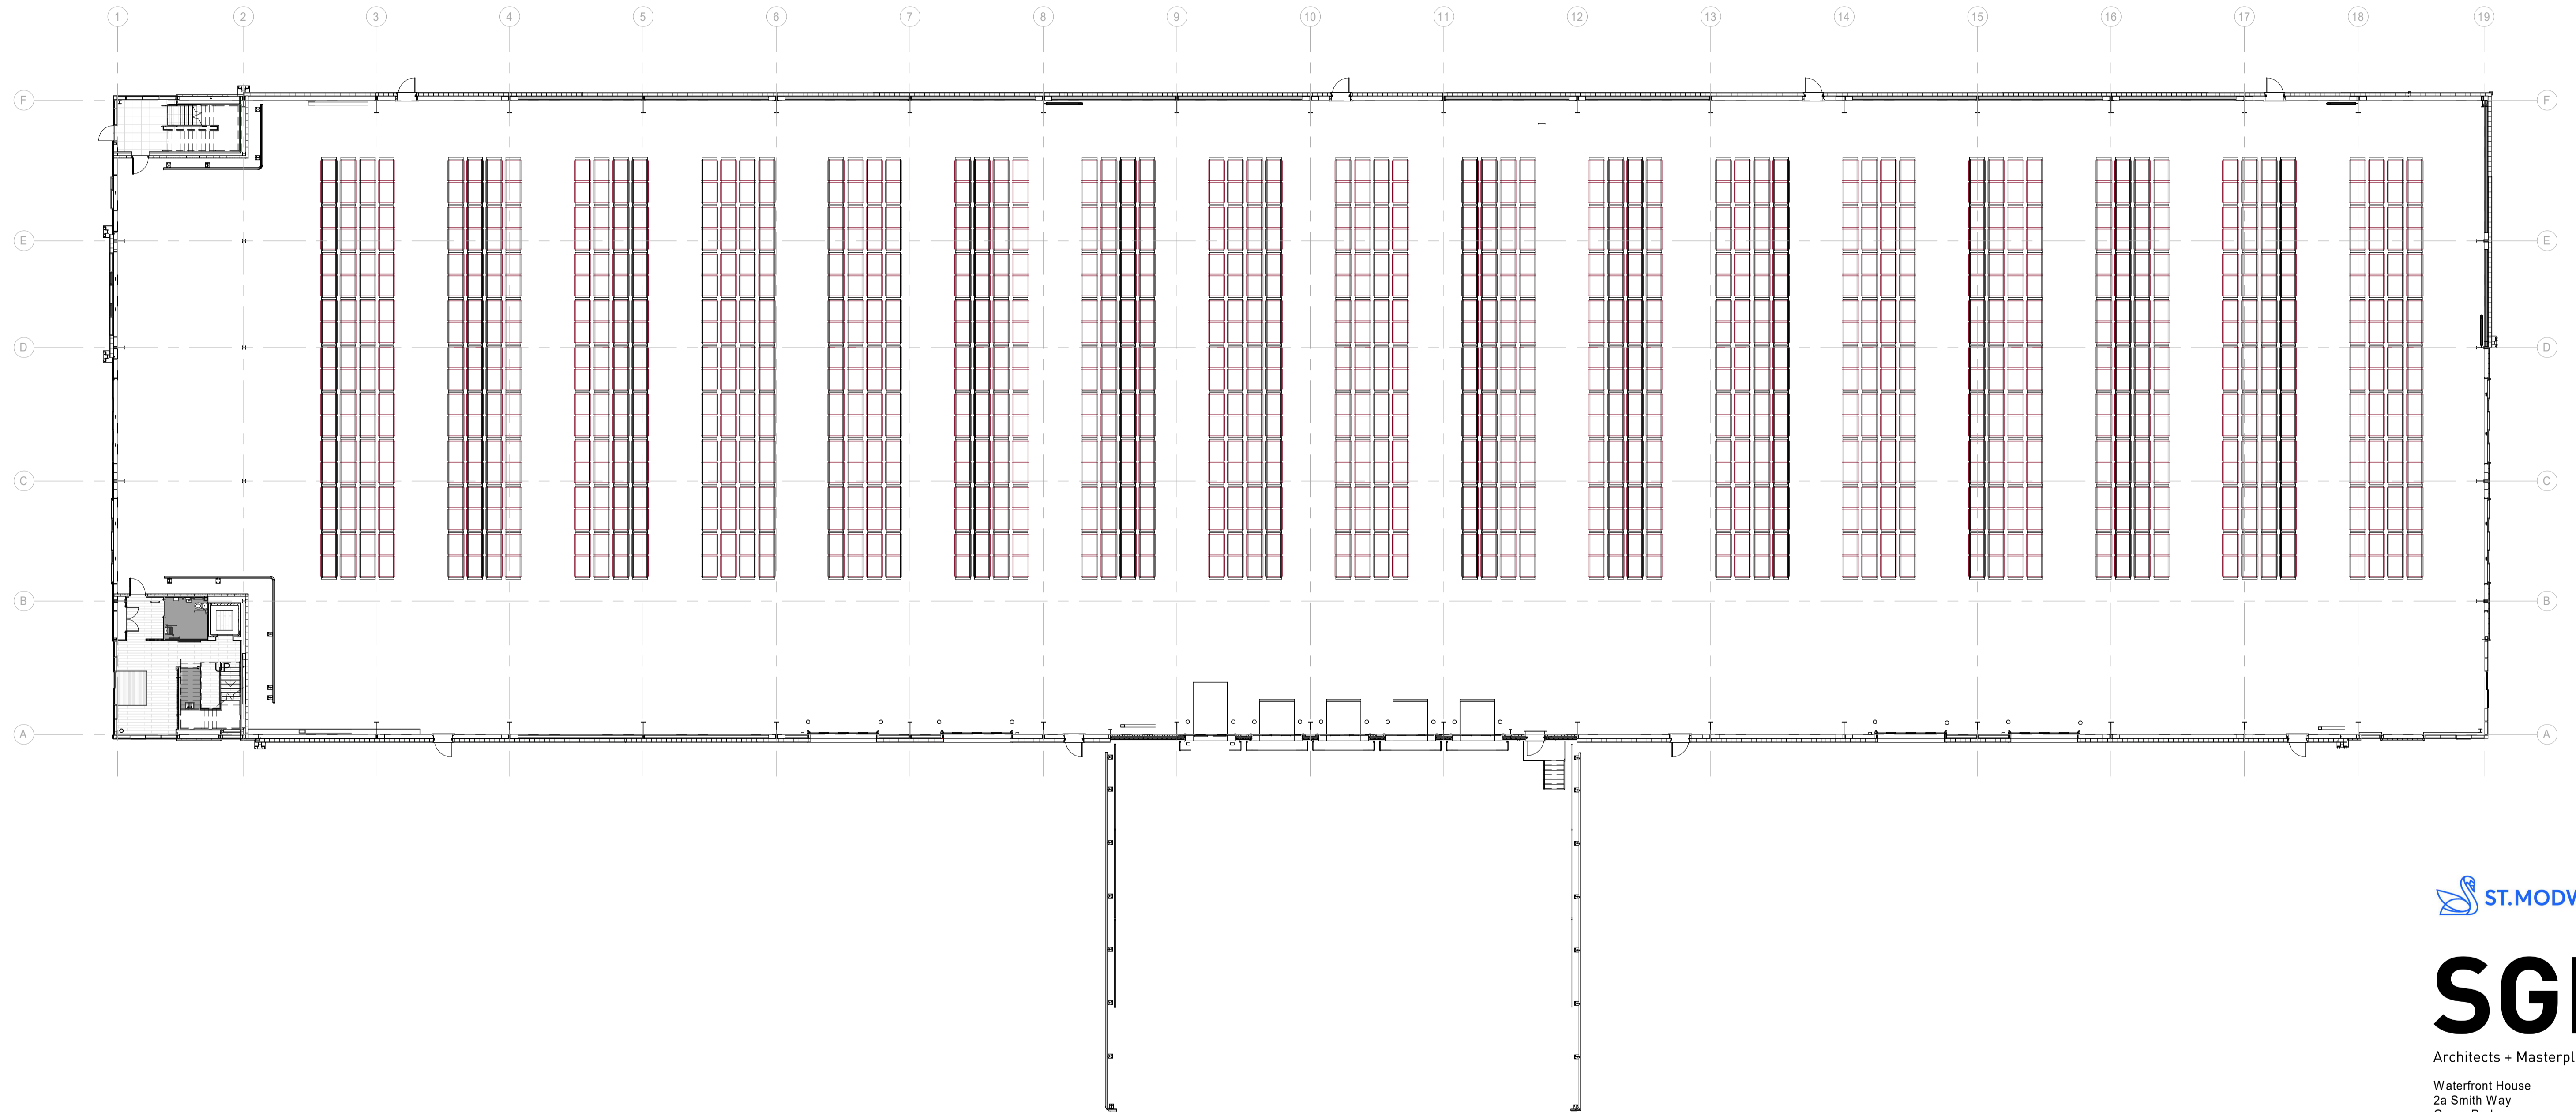 1 2 3 4 5 6 7 8 9 10 11 12 13 14 15 16 17 18 19
F F
E E
D D
C C
B B
UP
A A
ST.MODW
SG
Architects + Masterpl
Waterfront House
2a Smith Way